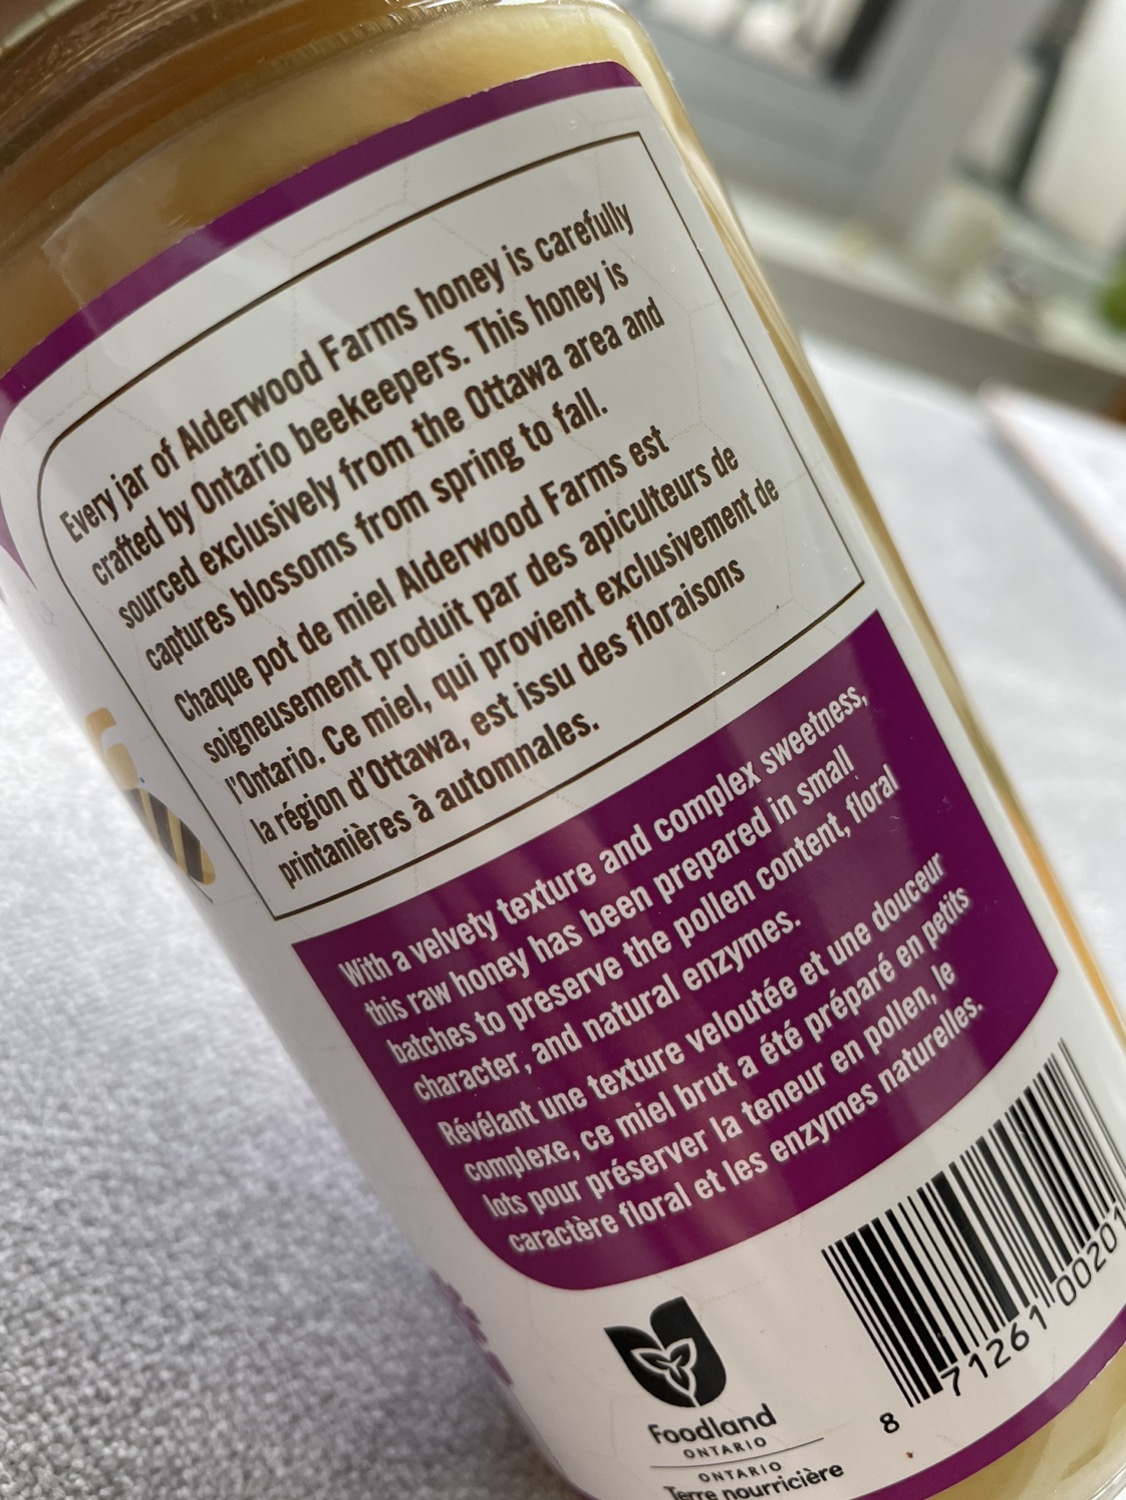 Every jar of Alderwood Farms honey is carefully
crafted by Ontario beekeepers. This honey is
sourced exclusively from the Ottawa area and
captures blossoms from spring to fall.
Chaque pot de miel Alderwood Farms est
soigneusement produit par des apiculteurs de
l'Ontario. Ce miel, qui provient exclusivement de
la région d'Ottawa, est issu des floraisons
printanières à automnales.
With a velvety texture and complex sweetness,
this raw honey has been prepared in small
batches to preserve the pollen content, floral
character, and natural enzymes.
Révélant une texture veloutée et une douceur
complexe, ce miel brut a été préparé en petits
lots pour préserver la teneur en pollen, le
caractère floral et les enzymes naturelles.
8 71261 00201
Foodland
ONTARIO
ONTARIO
Terre nourricière